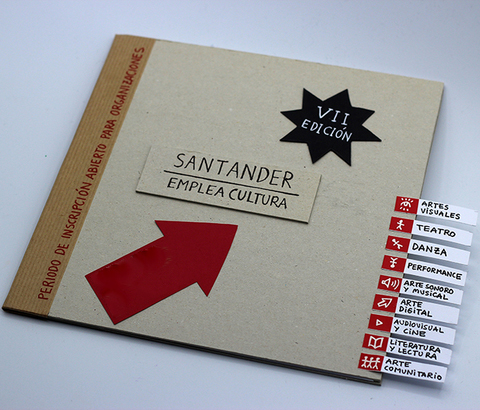 PERIODO DE INSCRIPCIÓN ABIERTO PARA ORGANIZACIONES
VII
EDICIÓN
SANTANDER
EMPLEA CULTURA
ARTES
VISUALES
TEATRO
DANZA
PERFORMANCE
ARTE SONORO
Y MUSICAL
ARTE
DIGITAL
AUDIOVISUAL
Y CINE
LITERATURA
Y LECTURA
ARTE
COMUNITARIO